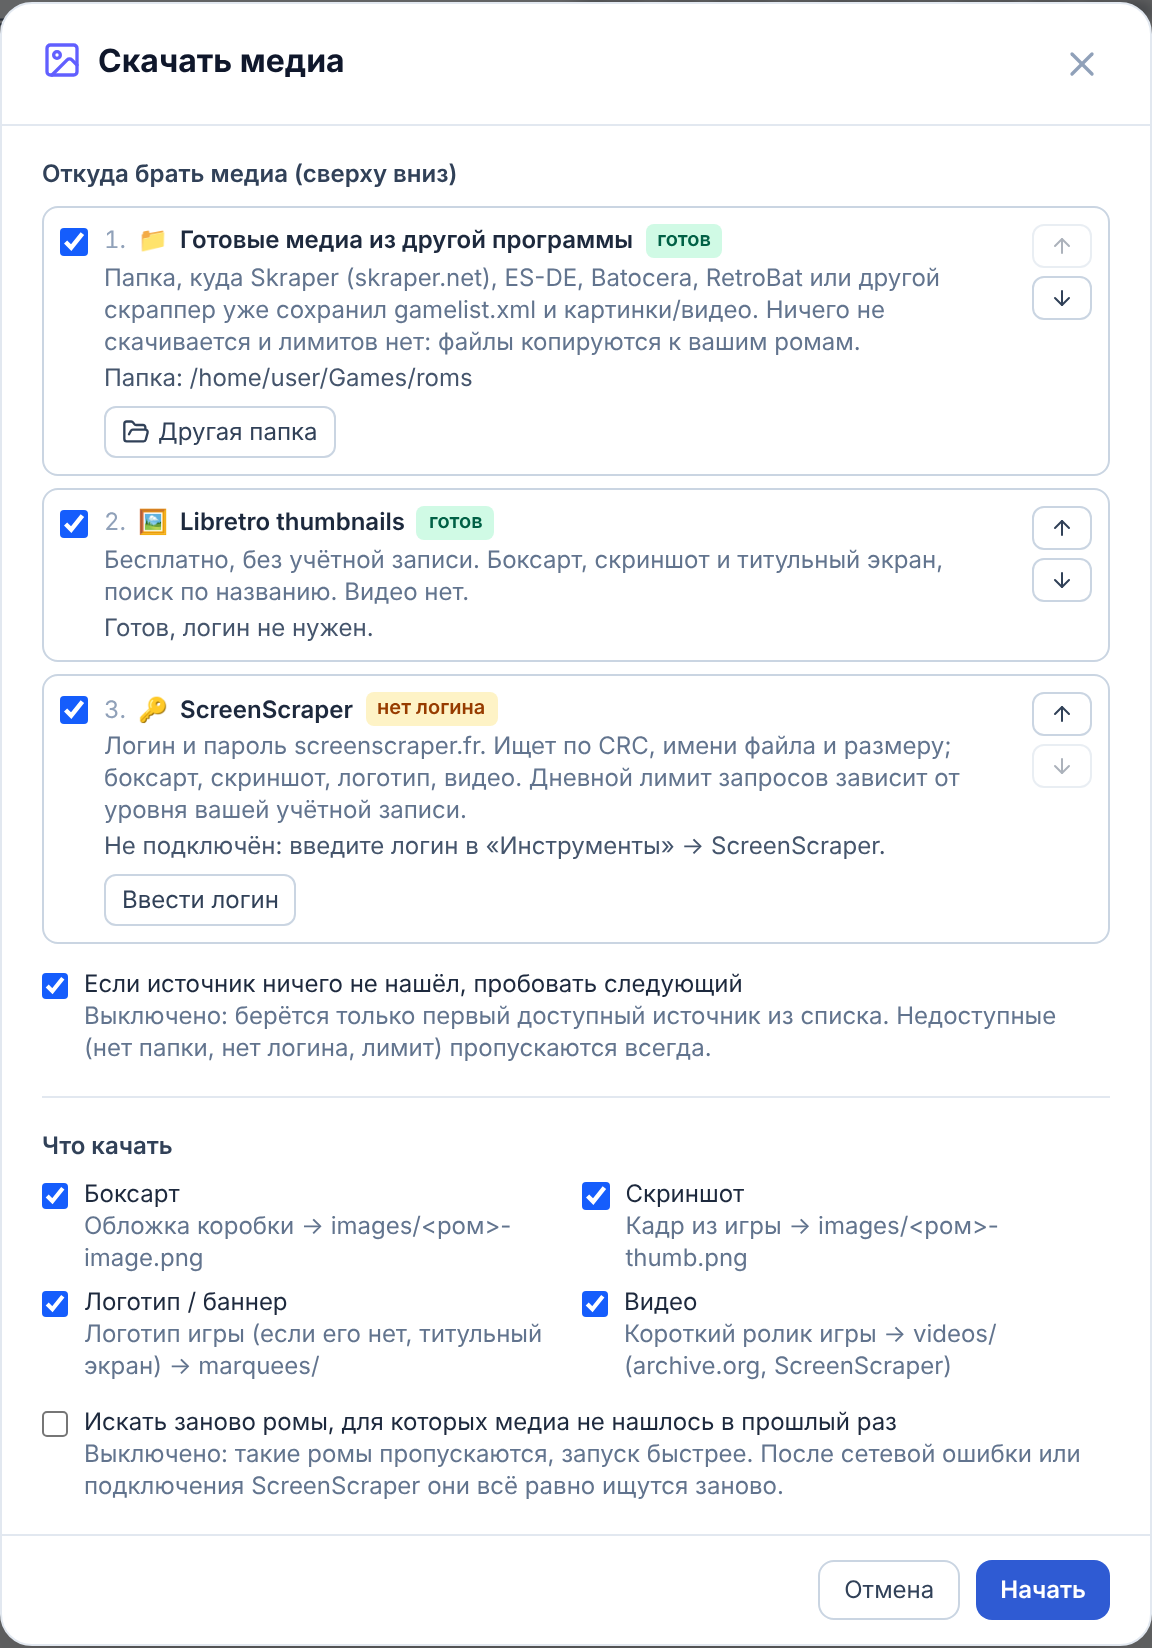 Скачать медиа
Откуда брать медиа (сверху вниз)
1. Готовые медиа из другой программы готов
Папка, куда Skraper (skraper.net), ES-DE, Batocera, RetroBat или другой
скраппер уже сохранил gamelist.xml и картинки/видео. Ничего не
скачивается и лимитов нет: файлы копируются к вашим ромам.
Папка: /home/user/Games/roms
Другая папка
2. Libretro thumbnails готов
Бесплатно, без учётной записи. Боксарт, скриншот и титульный экран,
поиск по названию. Видео нет.
Готов, логин не нужен.
3. ScreenScraper нет логина
Логин и пароль screenscraper.fr. Ищет по CRC, имени файла и размеру;
боксарт, скриншот, логотип, видео. Дневной лимит запросов зависит от
уровня вашей учётной записи.
Не подключён: введите логин в «Инструменты» → ScreenScraper.
Ввести логин
Если источник ничего не нашёл, пробовать следующий
Выключено: берётся только первый доступный источник из списка. Недоступные
(нет папки, нет логина, лимит) пропускаются всегда.
Что качать
Боксарт
Обложка коробки → images/<ром>-
image.png
Скриншот
Кадр из игры → images/<ром>-
thumb.png
Логотип / баннер
Логотип игры (если его нет, титульный
экран) → marquees/
Видео
Короткий ролик игры → videos/
(archive.org, ScreenScraper)
Искать заново ромы, для которых медиа не нашлось в прошлый раз
Выключено: такие ромы пропускаются, запуск быстрее. После сетевой ошибки или
подключения ScreenScraper они всё равно ищутся заново.
Отмена
Начать